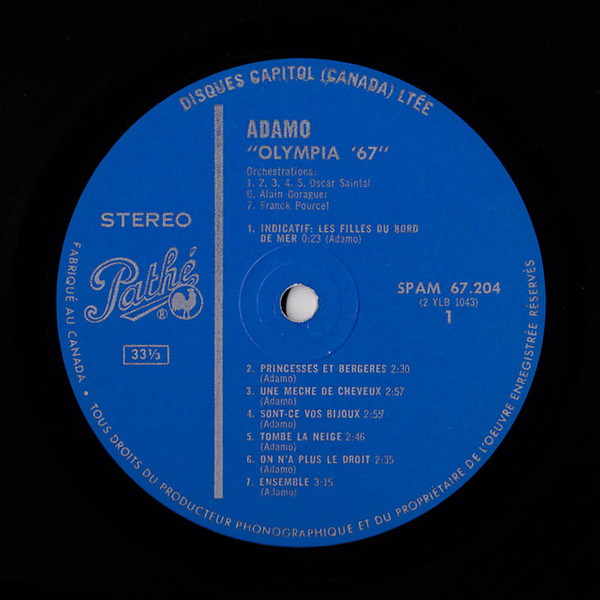 DISQUES CAPITOL (CANADA) LTÉE
ADAMO
"OLYMPIA '67"
Orchestrations:
1. 2. 3. 4. 5. Oscar Saintal
6. Alain Goraguer
7. Franck Pourcel
STEREO
1. INDICATIF: LES FILLES DU BORD
DE MER 0:23 (Adamo)
Pathé
®
SPAM 67.204
(2 YLB 1043)
1
33⅓
2. PRINCESSES ET BERGERES 2:30
(Adamo)
3. UNE MECHE DE CHEVEUX 2:57
(Adamo)
4. SONT-CE VOS BIJOUX 2:55
(Adamo)
5. TOMBE LA NEIGE 2:46
(Adamo)
6. ON N'A PLUS LE DROIT 2:35
(Adamo)
7. ENSEMBLE 3:15
(Adamo)
FABRIQUÉ AU CANADA • TOUS DROITS DU PRODUCTEUR PHONOGRAPHIQUE ET DU PROPRIÉTAIRE DE L'OEUVRE ENREGISTRÉE RÉSERVÉS